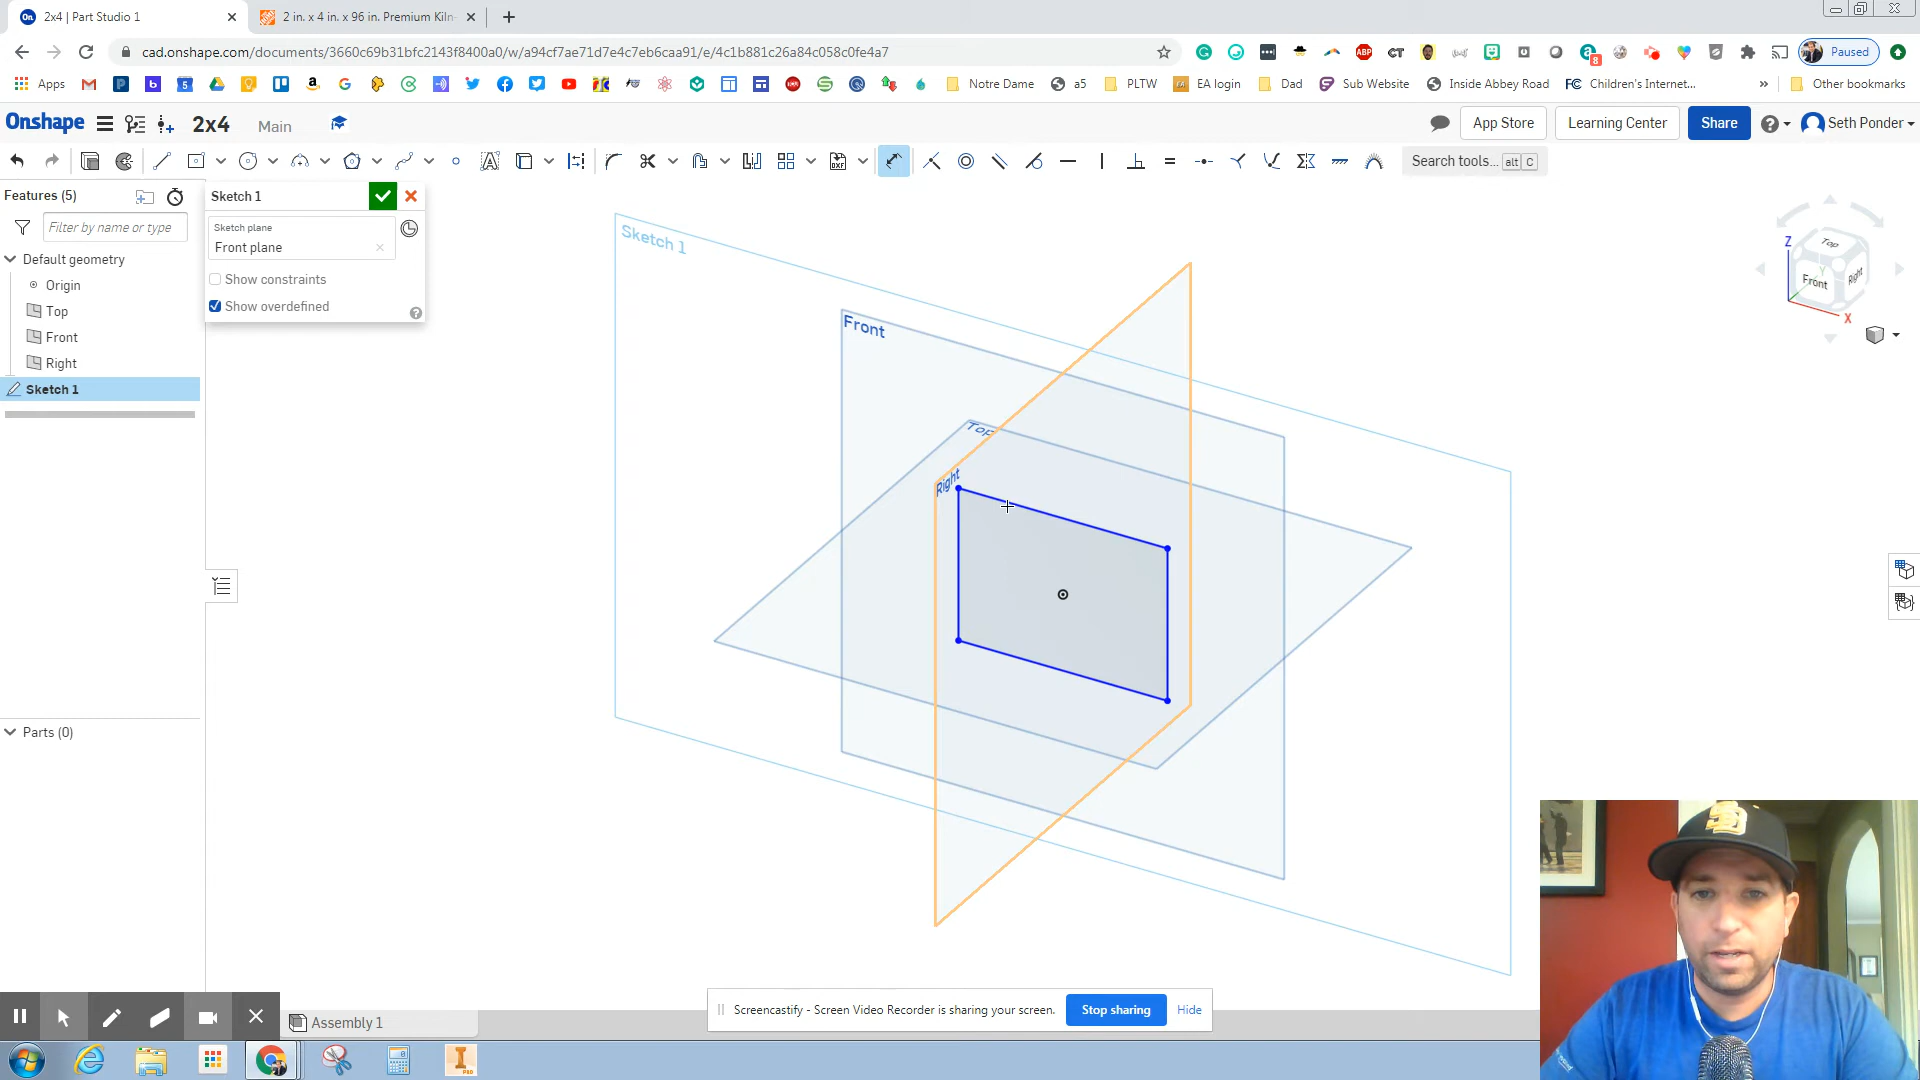 2x4 | Part Studio 1
2 in. x 4 in. x 96 in. Premium Kiln-
cad.onshape.com/documents/3660c69b31bfc2143f8400a0/w/a94cf7ae71d7e4c7eb6caa91/e/4c1b881c26a84c058c0fe4a7
Paused
Apps
Notre Dame
a5
PLTW
EA login
Dad
Sub Website
Inside Abbey Road
Children's Internet...
Other bookmarks
Onshape
2x4
Main
App Store
Learning Center
Share
Seth Ponder
Search tools...
alt
C
Features (5)
Filter by name or type
Default geometry
Origin
Top
Front
Right
Sketch 1
Sketch 1
Sketch plane
Front plane
Show constraints
Show overdefined
Sketch 1
Front
Top
Right
Z
Top
Y
Front
Right
X
Parts (0)
Assembly 1
Screencastify - Screen Video Recorder is sharing your screen.
Stop sharing
Hide